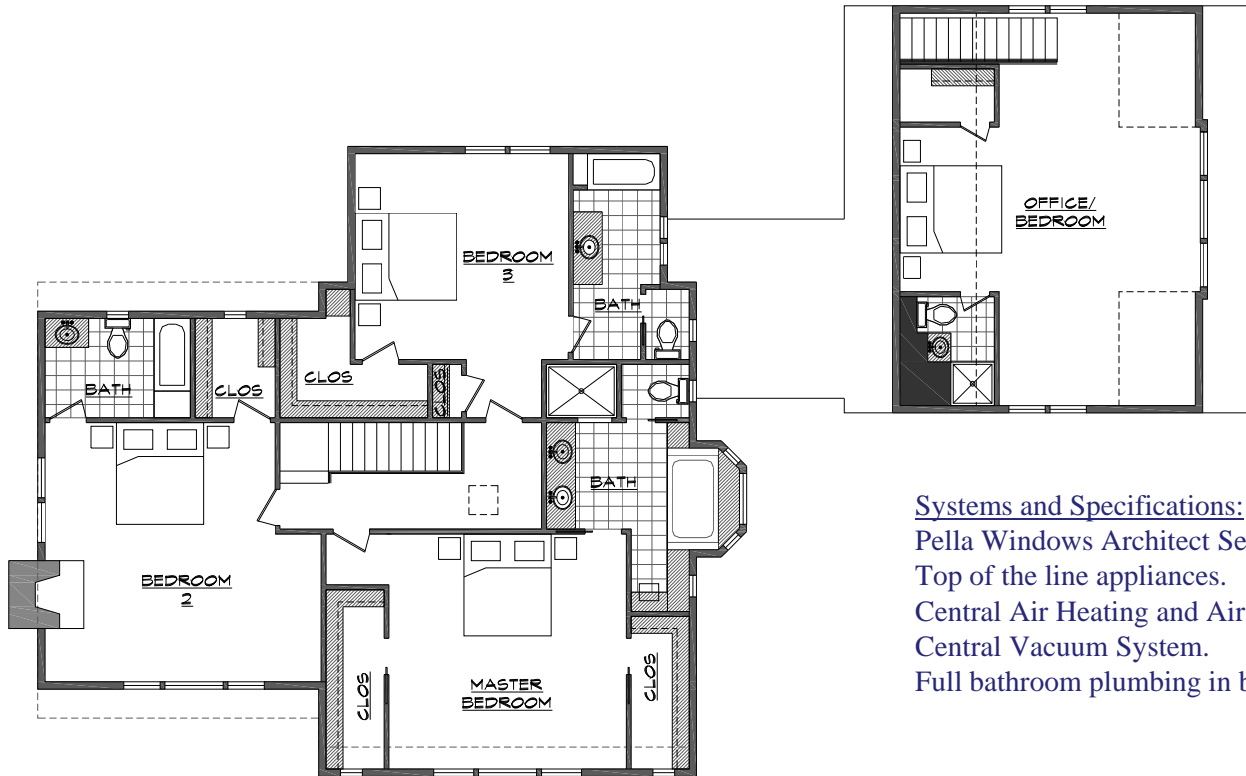 OFFICE/
BEDROOM
BEDROOM
3
BATH
BATH
CLOS
CLOS
CLOS
BATH
BEDROOM
2
MASTER
BEDROOM
CLOS
CLOS
Systems and Specifications:
Pella Windows Architect Se
Top of the line appliances.
Central Air Heating and Air
Central Vacuum System.
Full bathroom plumbing in b